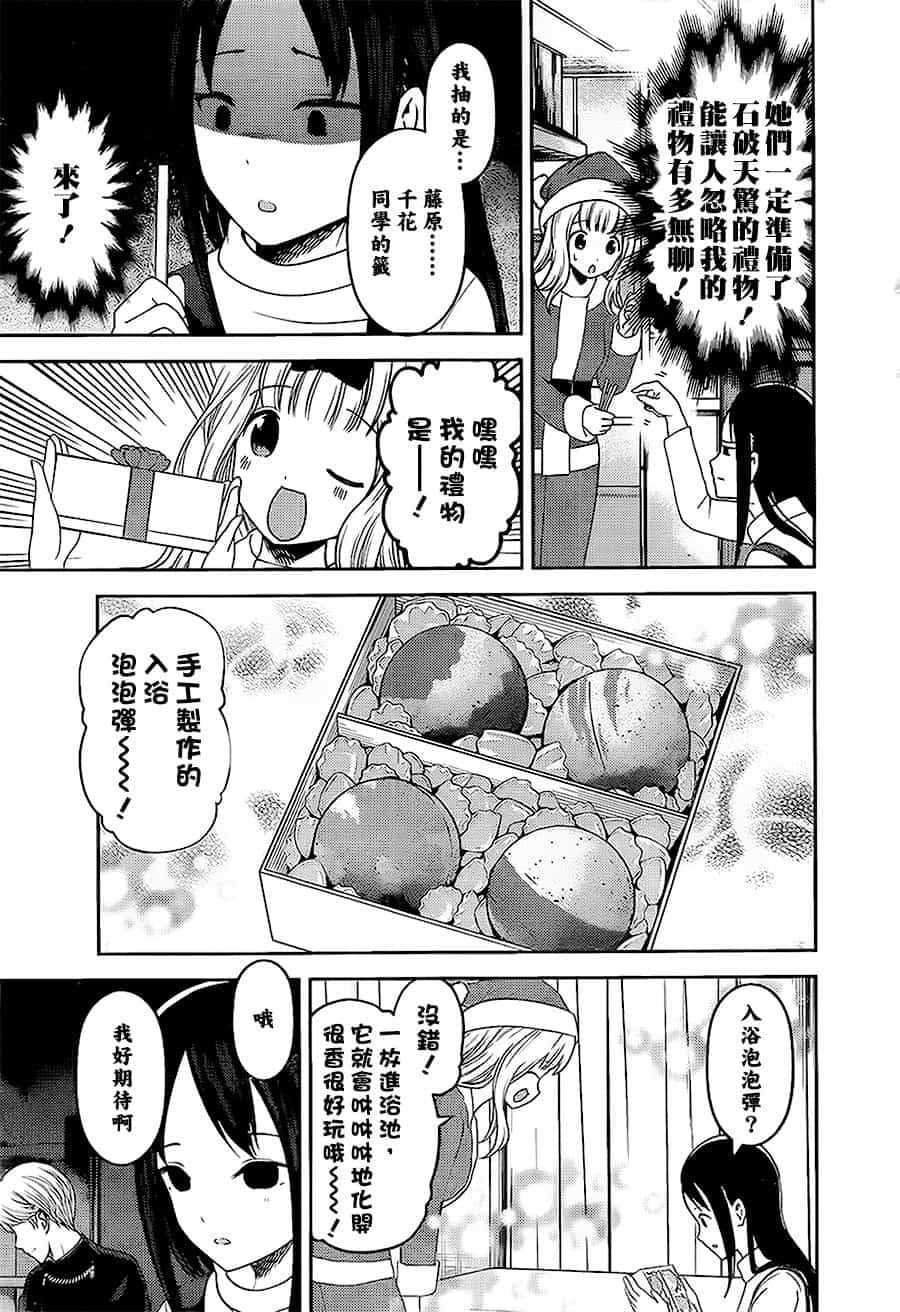 她們一定準備了
石破天驚的禮物！
能讓人忽略我的
禮物有多無聊！
我抽的是…
藤原……
千花
同學的籤
來了！
嘿嘿
我的禮物
是——！
手工製作的
入浴
泡泡彈～～～！
入浴泡泡彈？
沒錯！
一放進浴池，
它就會咻咻咻地化開
很香很好玩哦～～！
哦
我好期待啊